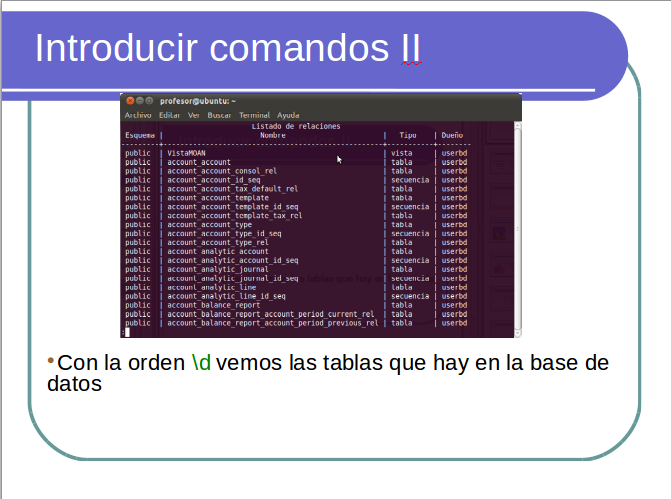 Introducir comandos II
profesor@ubuntu: ~
Archivo Editar Ver Buscar Terminal Ayuda
Listado de relaciones
Esquema | Nombre | Tipo | Dueño
public | VistaMOAN | vista | userbd
public | account_account | tabla | userbd
public | account_account_consol_rel | tabla | userbd
public | account_account_id_seq | secuencia | userbd
public | account_account_tax_default_rel | tabla | userbd
public | account_account_template | tabla | userbd
public | account_account_template_id_seq | secuencia | userbd
public | account_account_template_tax_rel | tabla | userbd
public | account_account_type | tabla | userbd
public | account_account_type_id_seq | secuencia | userbd
public | account_account_type_rel | tabla | userbd
public | account_analytic_account | tabla | userbd
public | account_analytic_account_id_seq | secuencia | userbd
public | account_analytic_journal | tabla | userbd
public | account_analytic_journal_id_seq | secuencia | userbd
public | account_analytic_line | tabla | userbd
public | account_analytic_line_id_seq | secuencia | userbd
public | account_balance_report | tabla | userbd
public | account_balance_report_account_period_current_rel | tabla | userbd
public | account_balance_report_account_period_previous_rel | tabla | userbd
:
•Con la orden \d vemos las tablas que hay en la base de
datos